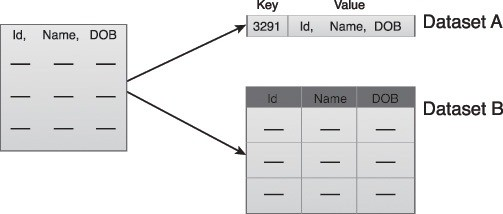 Id, Name, DOB
Key Value
3291 Id, Name, DOB
Dataset A
Id Name DOB
Dataset B